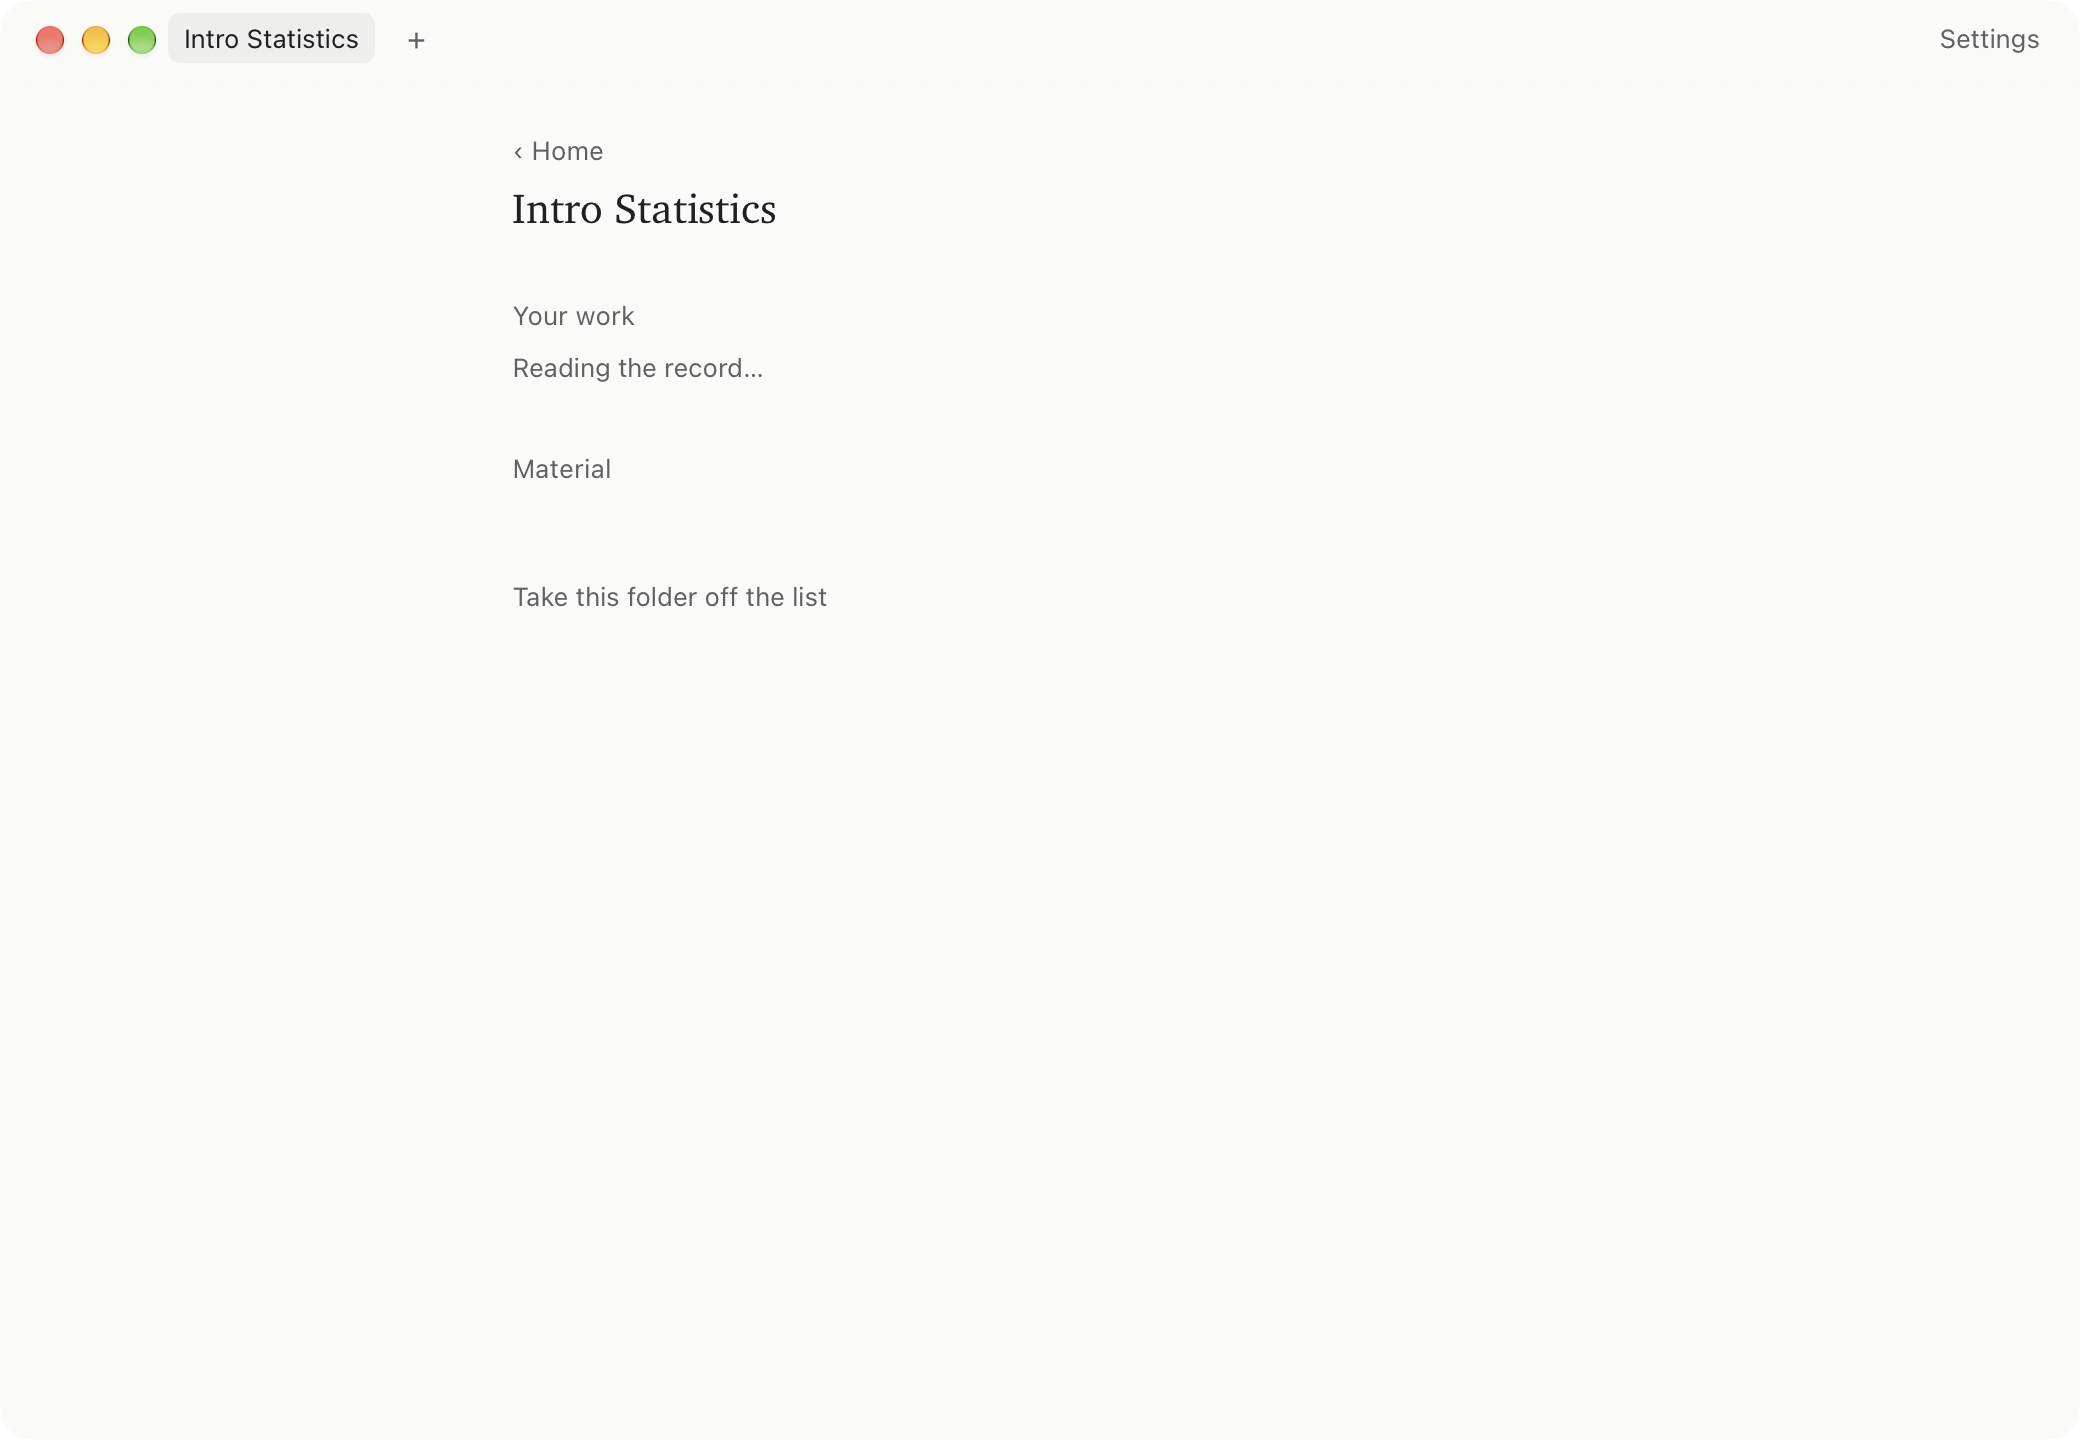 Intro Statistics +
Settings
‹ Home
Intro Statistics
Your work
Reading the record…
Material
Take this folder off the list